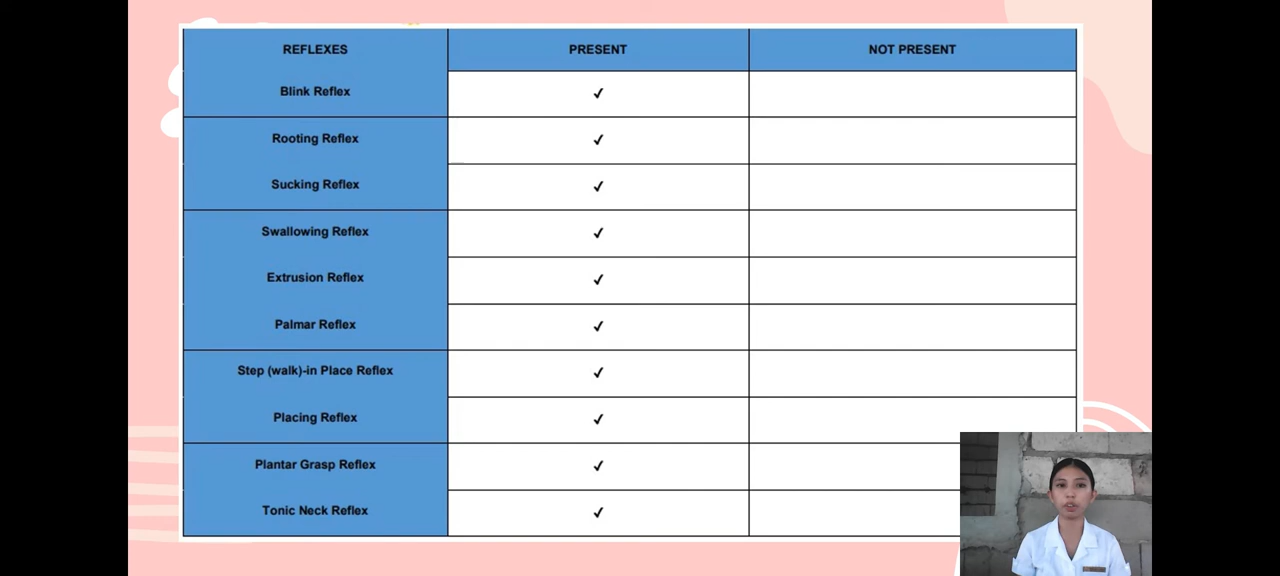 REFLEXES PRESENT NOT PRESENT
Blink Reflex ✓
Rooting Reflex ✓
Sucking Reflex ✓
Swallowing Reflex ✓
Extrusion Reflex ✓
Palmar Reflex ✓
Step (walk)-in Place Reflex ✓
Placing Reflex ✓
Plantar Grasp Reflex ✓
Tonic Neck Reflex ✓